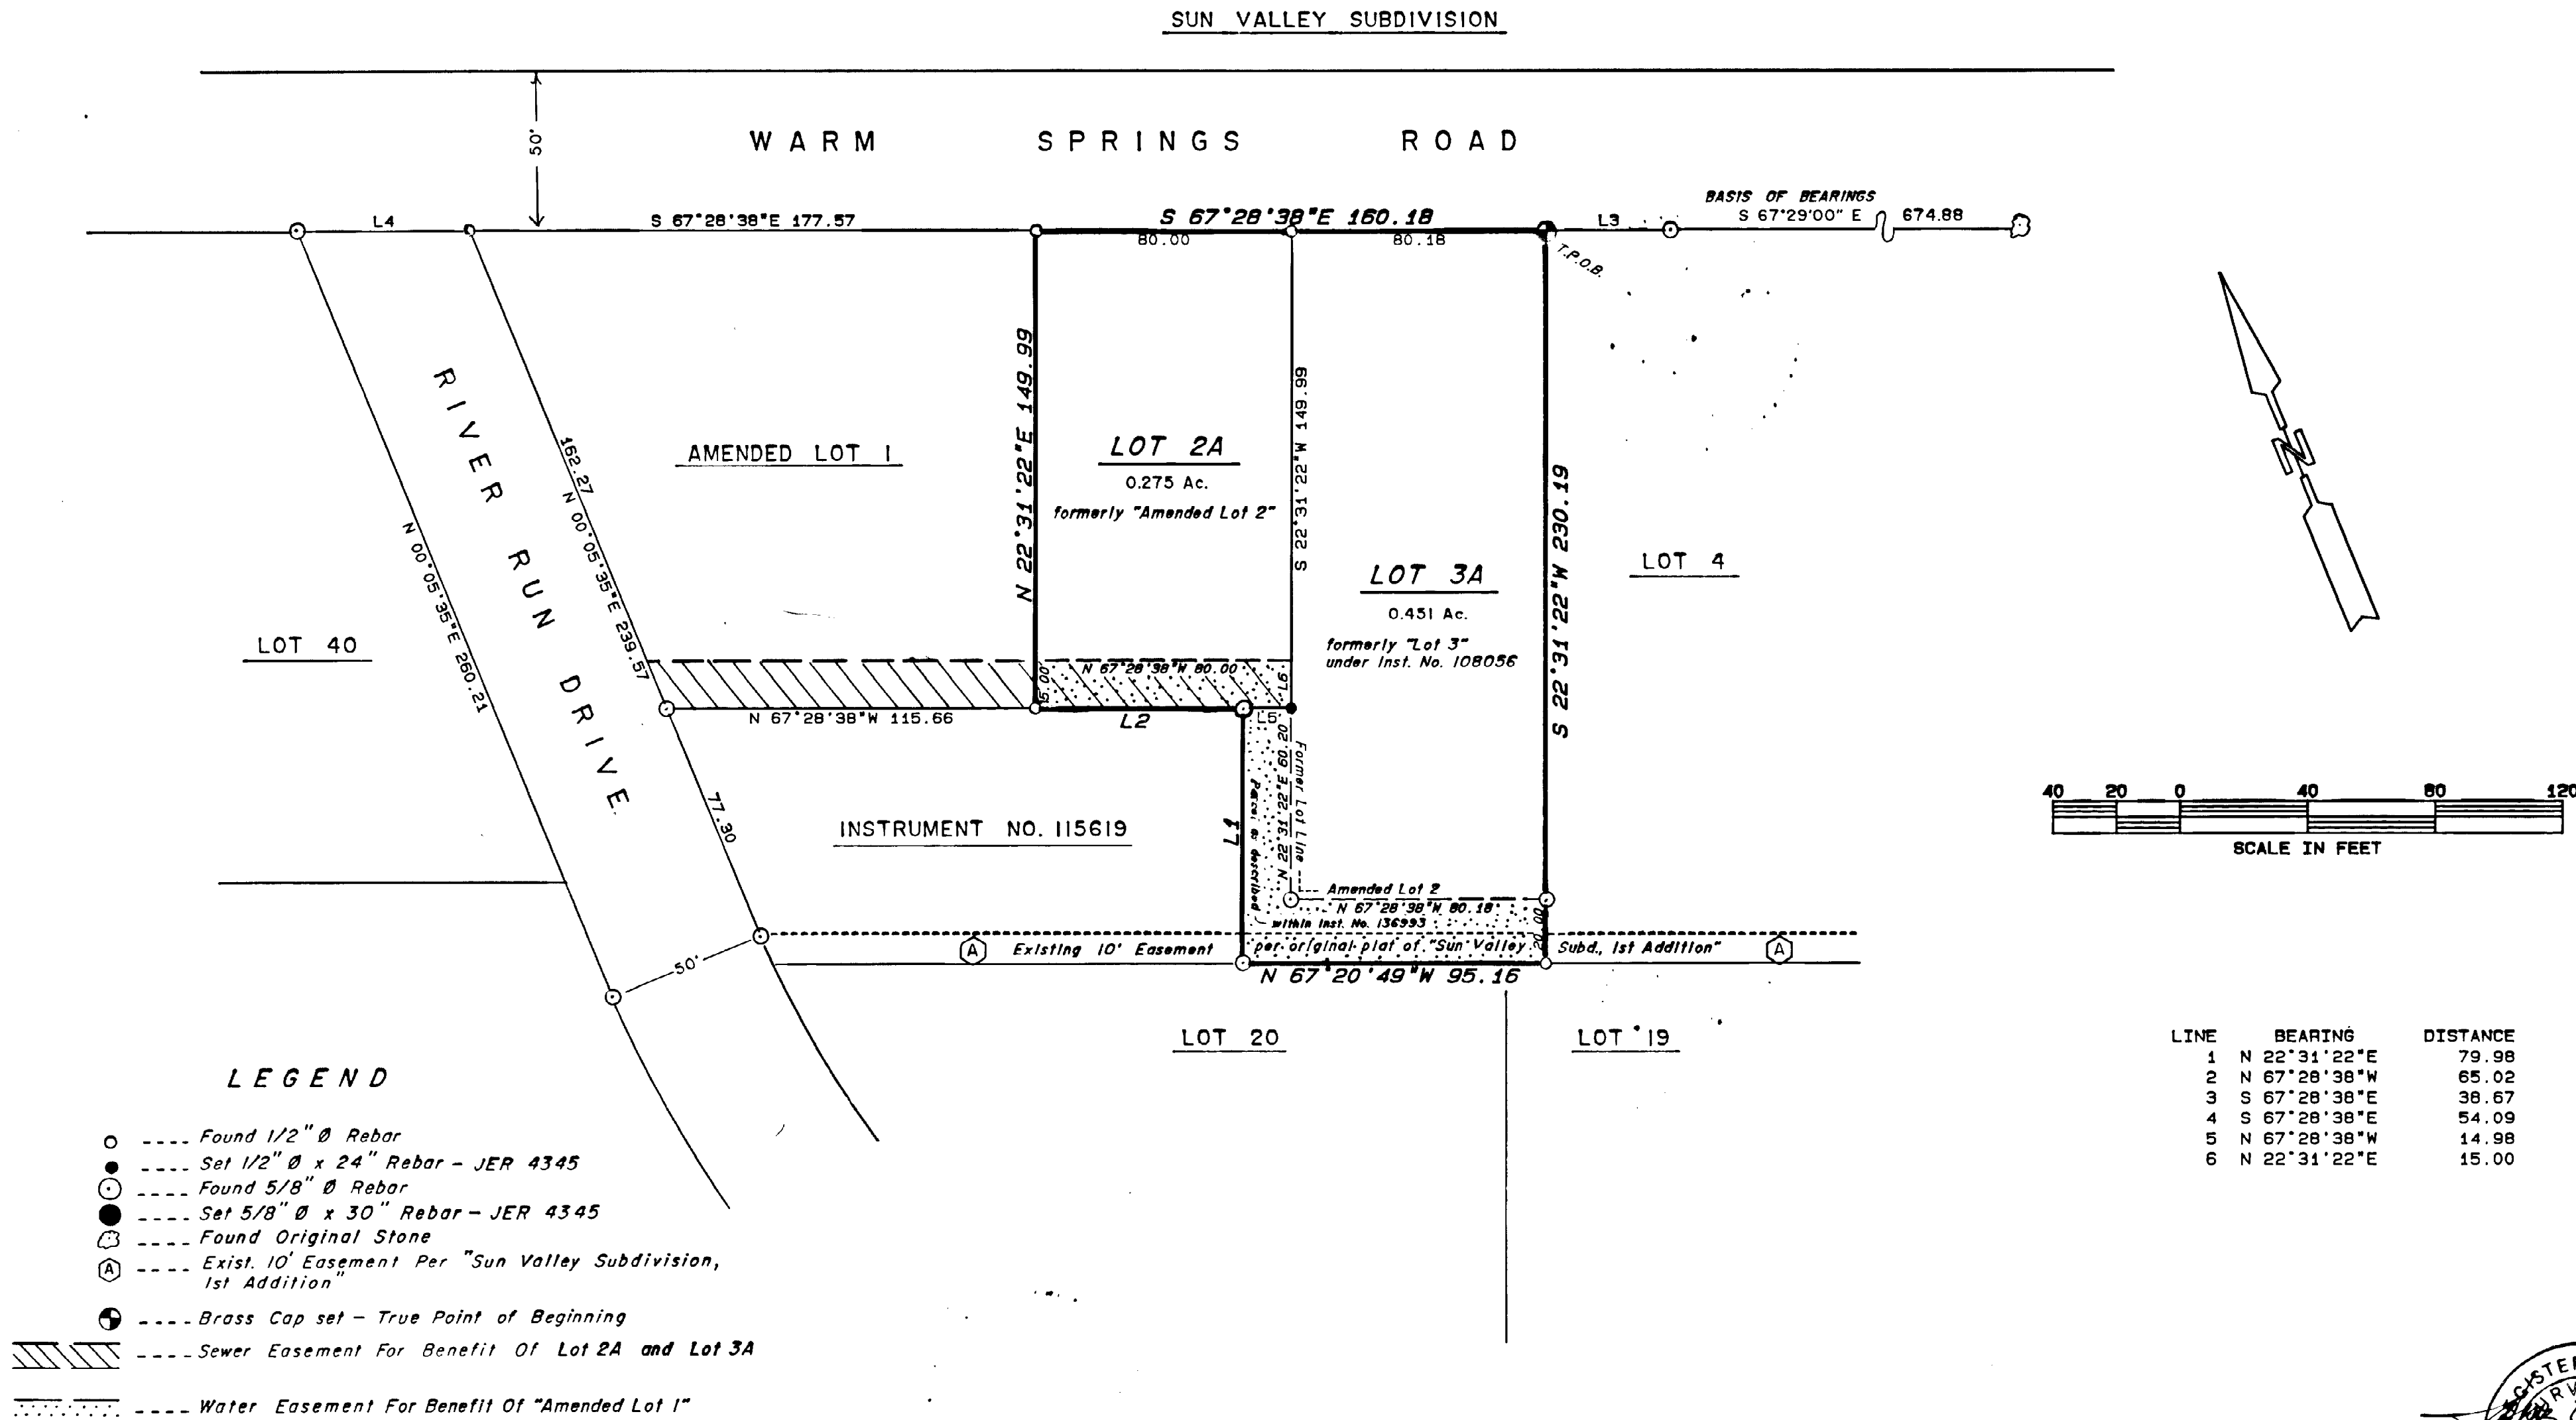 SUN VALLEY SUBDIVISION
50'
WARM SPRINGS ROAD
BASIS OF BEARINGS
L4
S 67°28'38"E 177.57
S 67°28'38"E 160.18
L3
S 67°29'00" E 674.88
80.00
80.18
T.P.O.B.
RIVER RUN DRIVE
N 00°05'35"E 260.21
162.27
N 00°05'35"E 239.57
77.30
50'
AMENDED LOT 1
N 22°31'22"E 149.99
LOT 2A
0.275 Ac.
formerly "Amended Lot 2"
S 22°31'22"W 149.99
LOT 3A
0.451 Ac.
formerly "Lot 3"
under Inst. No. 108056
S 22°31'22"W 230.19
LOT 4
LOT 40
N 67°28'38"W 80.00
15.00
L6
N 67°28'38"W 115.66
L2
L5
INSTRUMENT NO. 115619
L1
Parcel as described
N 22°31'22"E 60.20
Former Lot Line
Amended Lot 2
N 67°28'38"W 80.18
within Inst. No. 136993
20.00
A Existing 10' Easement per original plat of "Sun Valley Subd., 1st Addition" A
N 67°20'49"W 95.16
LOT 20
LOT 19
40 20 0 40 80 120
SCALE IN FEET
N
LINE BEARING DISTANCE
1 N 22°31'22"E 79.98
2 N 67°28'38"W 65.02
3 S 67°28'38"E 38.67
4 S 67°28'38"E 54.09
5 N 67°28'38"W 14.98
6 N 22°31'22"E 15.00
LEGEND
Found 1/2" Ø Rebar
Set 1/2" Ø x 24" Rebar - JER 4345
Found 5/8" Ø Rebar
Set 5/8" Ø x 30" Rebar - JER 4345
Found Original Stone
A Exist. 10' Easement Per "Sun Valley Subdivision,
1st Addition"
Brass Cap set - True Point of Beginning
Sewer Easement For Benefit Of Lot 2A and Lot 3A
Water Easement For Benefit Of "Amended Lot 1"